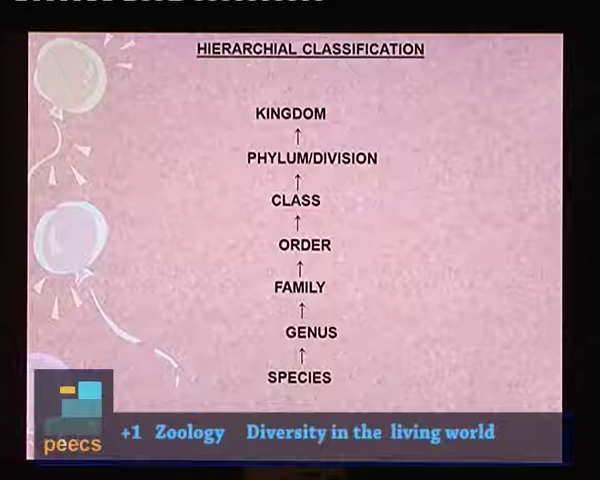 HIERARCHIAL CLASSIFICATION
KINGDOM
↑
PHYLUM/DIVISION
↑
CLASS
↑
ORDER
↑
FAMILY
↑
GENUS
↑
SPECIES
peecs
+1 Zoology Diversity in the living world